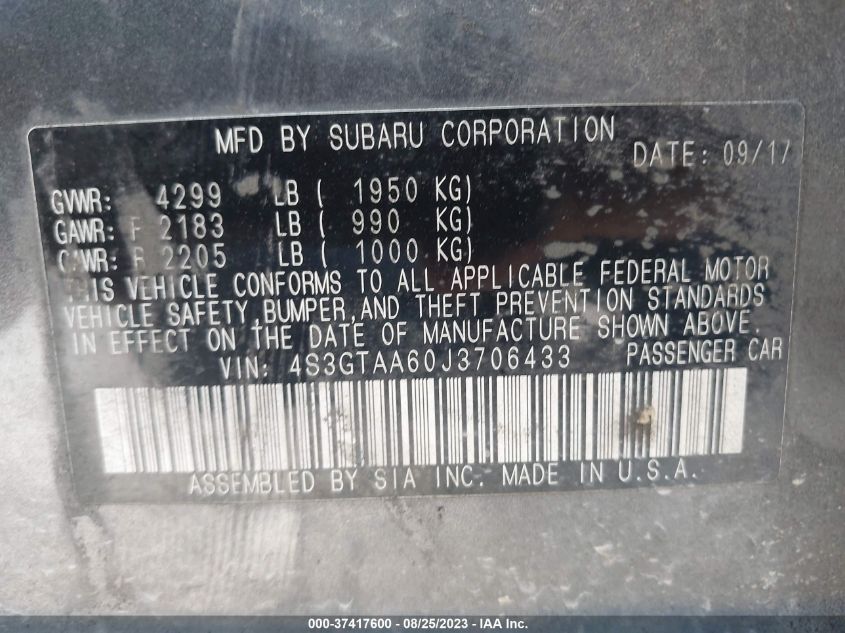 MFD BY SUBARU CORPORATION
DATE: 09/17
GVWR: 4299 LB ( 1950 KG)
GAWR: F 2183 LB ( 990 KG)
GAWR: R 2205 LB ( 1000 KG)
THIS VEHICLE CONFORMS TO ALL APPLICABLE FEDERAL MOTOR
VEHICLE SAFETY BUMPER,AND THEFT PREVENTION STANDARDS
IN EFFECT ON THE DATE OF MANUFACTURE SHOWN ABOVE.
VIN: 4S3GTAA60J3706433 PASSENGER CAR
ASSEMBLED BY SIA INC. MADE IN U.S.A.
000-37417600 - 08/25/2023 - IAA Inc.